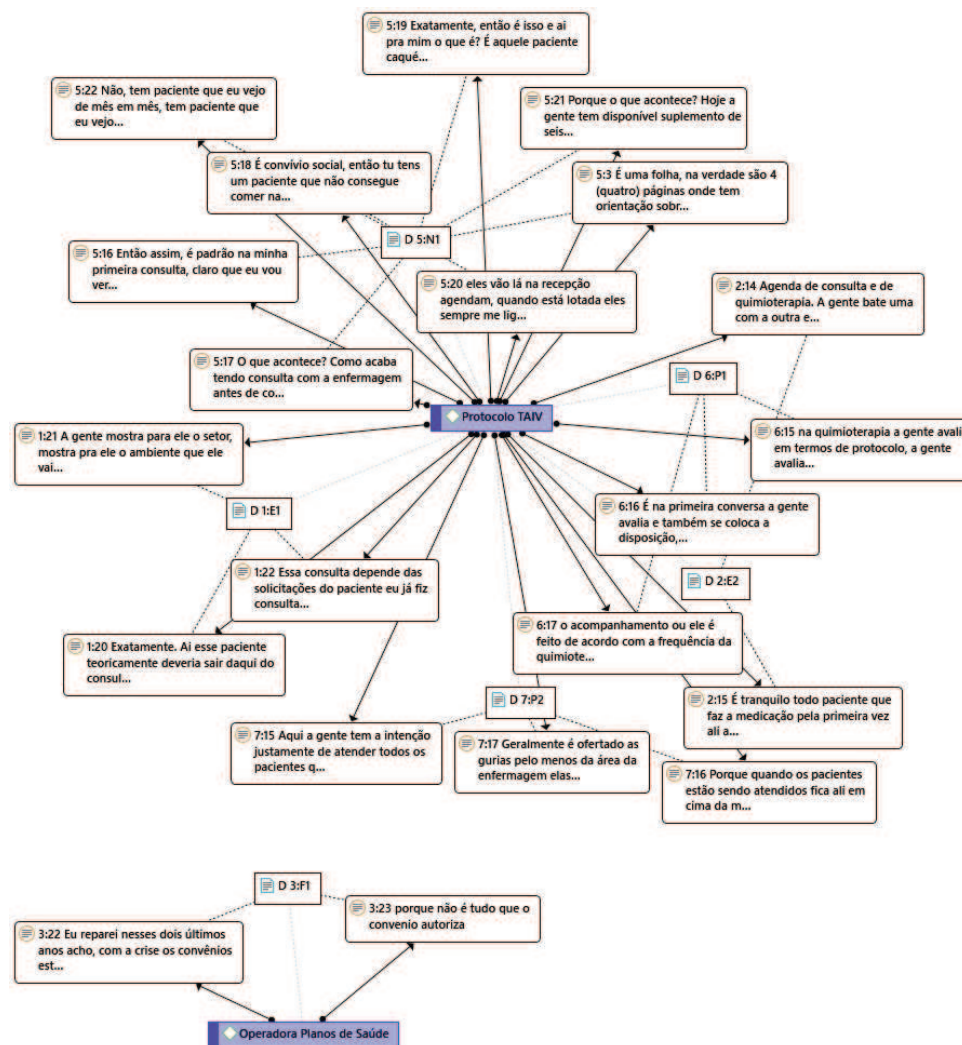 5:19 Exatamente, então é isso e ai
pra mim o que é? É aquele paciente
caqué...
5:22 Não, tem paciente que eu vejo
de mês em mês, tem paciente que
eu vejo...
5:21 Porque o que acontece? Hoje a
gente tem disponível suplemento de
seis...
5:18 É convívio social, então tu tens
um paciente que não consegue
comer na...
5:3 É uma folha, na verdade são 4
(quatro) páginas onde tem
orientação sobr...
D 5:N1
5:16 Então assim, é padrão na minha
primeira consulta, claro que eu vou
ver...
5:20 eles vão lá na recepção
agendam, quando está lotada eles
sempre me lig...
2:14 Agenda de consulta e de
quimioterapia. A gente bate uma
com a outra e...
5:17 O que acontece? Como acaba
tendo consulta com a enfermagem
antes de co...
D 6:P1
Protocolo TAIV
1:21 A gente mostra para ele o setor,
mostra pra ele o ambiente que ele
vai...
6:15 na quimioterapia a gente avali
em termos de protocolo, a gente
avalia...
D 1:E1
6:16 É na primeira conversa a gente
avalia e também se coloca a
disposição,...
1:22 Essa consulta depende das
solicitações do paciente eu já fiz
consulta...
D 2:E2
6:17 o acompanhamento ou ele é
feito de acordo com a frequência da
quimiote...
1:20 Exatamente. Ai esse paciente
teoricamente deveria sair daqui do
consul...
2:15 É tranquilo todo paciente que
faz a medicação pela primeira vez
ali a...
D 7:P2
7:15 Aqui a gente tem a intenção
justamente de atender todos os
pacientes q...
7:17 Geralmente é ofertado as
gurias pelo menos da área da
enfermagem elas...
7:16 Porque quando os pacientes
estão sendo atendidos fica ali em
cima da m...
D 3:F1
3:23 porque não é tudo que o
convenio autoriza
3:22 Eu reparei nesses dois últimos
anos acho, com a crise os convênios
est...
Operadora Planos de Saúde